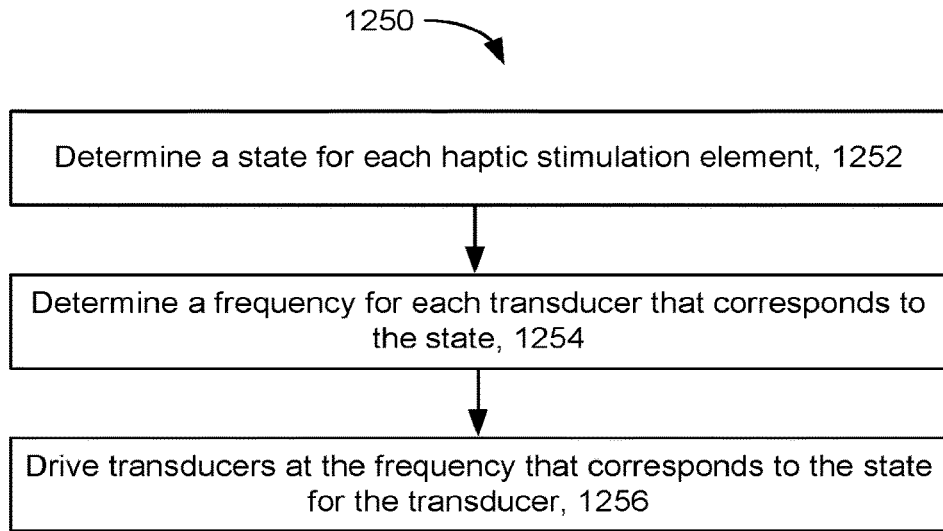 1250
Determine a state for each haptic stimulation element, 1252
Determine a frequency for each transducer that corresponds to
the state, 1254
Drive transducers at the frequency that corresponds to the state
for the transducer, 1256